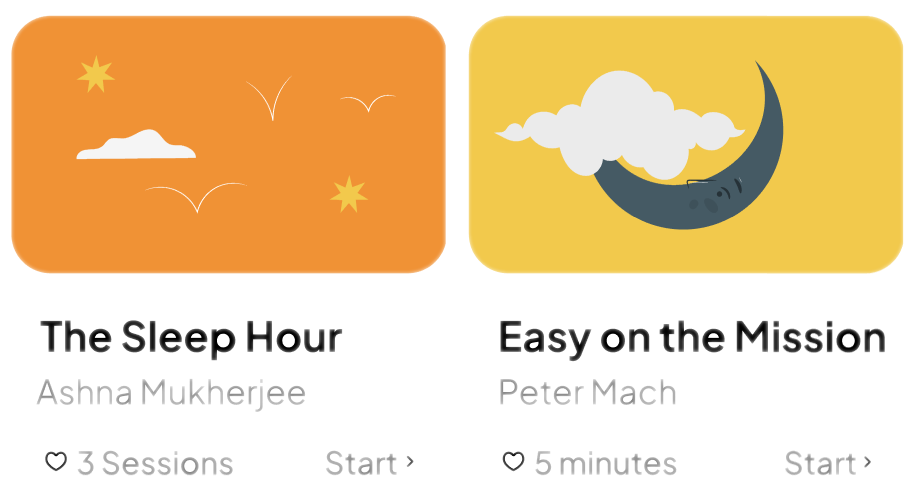 The Sleep Hour
Ashna Mukherjee
3 Sessions
Start ›
Easy on the Mission
Peter Mach
5 minutes
Start ›